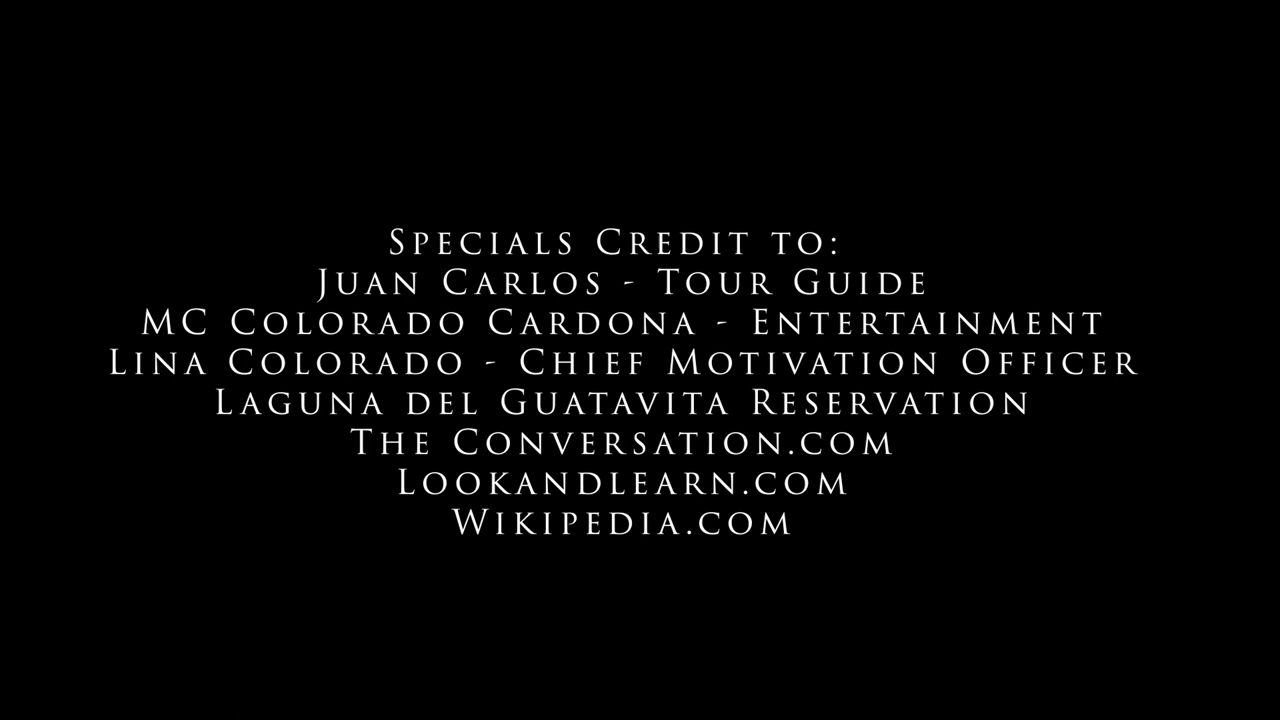 Specials Credit to:
Juan Carlos - Tour Guide
MC Colorado Cardona - Entertainment
Lina Colorado - Chief Motivation Officer
Laguna del Guatavita Reservation
The Conversation.com
Lookandlearn.com
Wikipedia.com